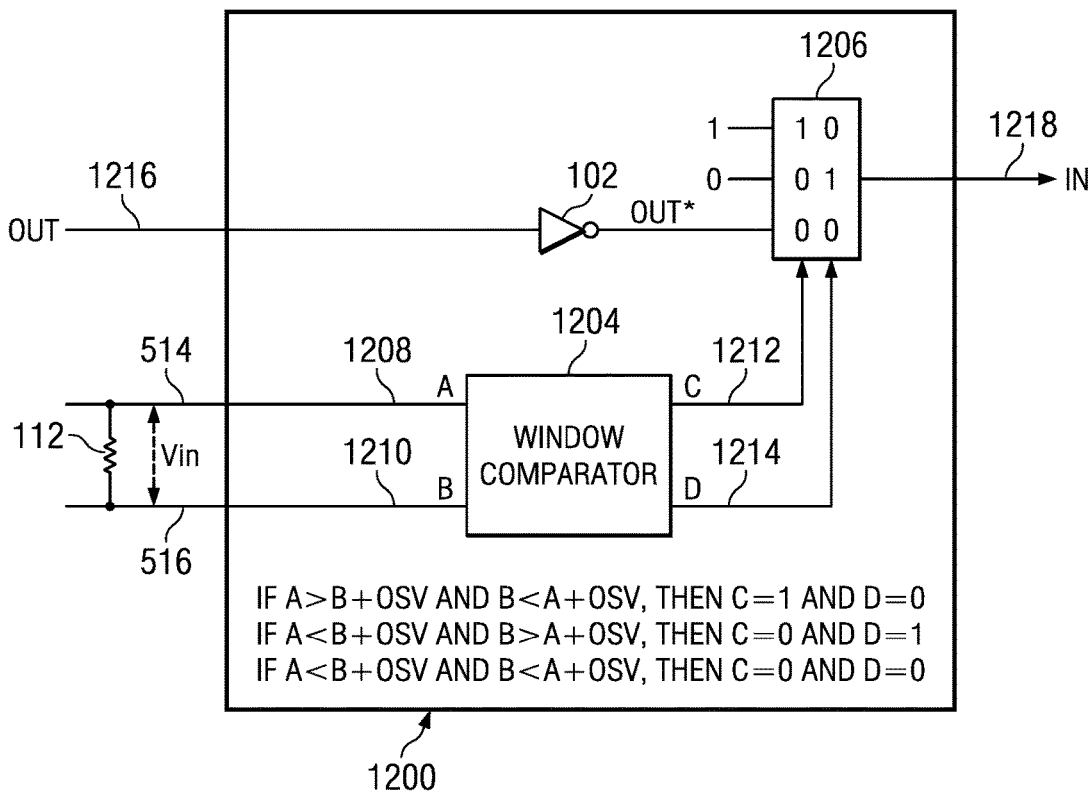 1206
1 1 0
1218
1216
102
0 0 1
IN
OUT*
OUT
0 0
1204
514
1208
1212
A
C
112
Vin
WINDOW
COMPARATOR
1210
1214
B
D
516
IF A>B+OSV AND B<A+OSV, THEN C=1 AND D=0
IF A<B+OSV AND B>A+OSV, THEN C=0 AND D=1
IF A<B+OSV AND B<A+OSV, THEN C=0 AND D=0
1200